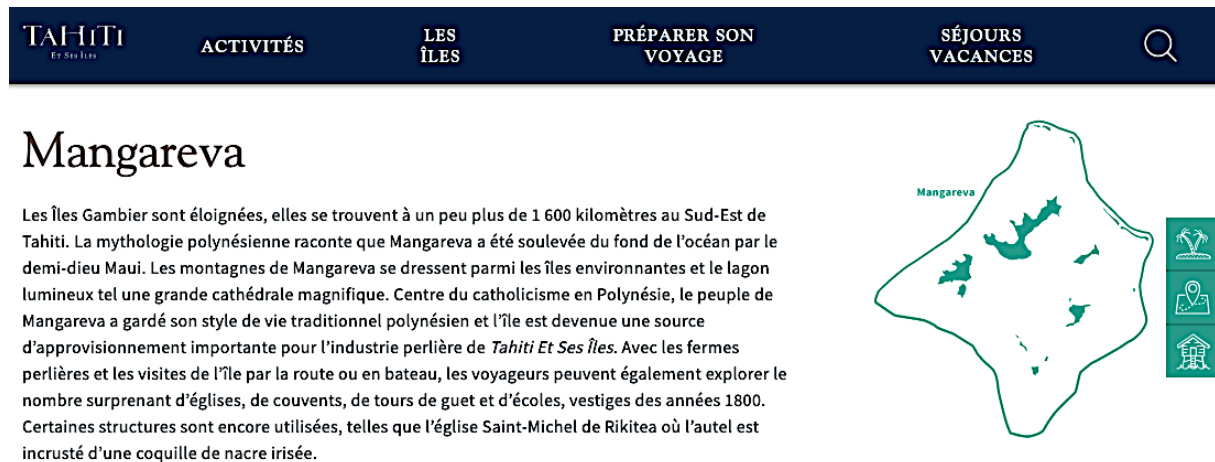 TAHITI
ET SES ÎLES
ACTIVITÉS
LES
ÎLES
PRÉPARER SON
VOYAGE
SÉJOURS
VACANCES
Mangareva
Les Îles Gambier sont éloignées, elles se trouvent à un peu plus de 1 600 kilomètres au Sud-Est de
Tahiti. La mythologie polynésienne raconte que Mangareva a été soulevée du fond de l'océan par le
demi-dieu Maui. Les montagnes de Mangareva se dressent parmi les îles environnantes et le lagon
lumineux tel une grande cathédrale magnifique. Centre du catholicisme en Polynésie, le peuple de
Mangareva a gardé son style de vie traditionnel polynésien et l'île est devenue une source
d'approvisionnement importante pour l'industrie perlière de Tahiti Et Ses Îles. Avec les fermes
perlières et les visites de l'île par la route ou en bateau, les voyageurs peuvent également explorer le
nombre surprenant d'églises, de couvents, de tours de guet et d'écoles, vestiges des années 1800.
Certaines structures sont encore utilisées, telles que l'église Saint-Michel de Rikitea où l'autel est
incrusté d'une coquille de nacre irisée.
Mangareva